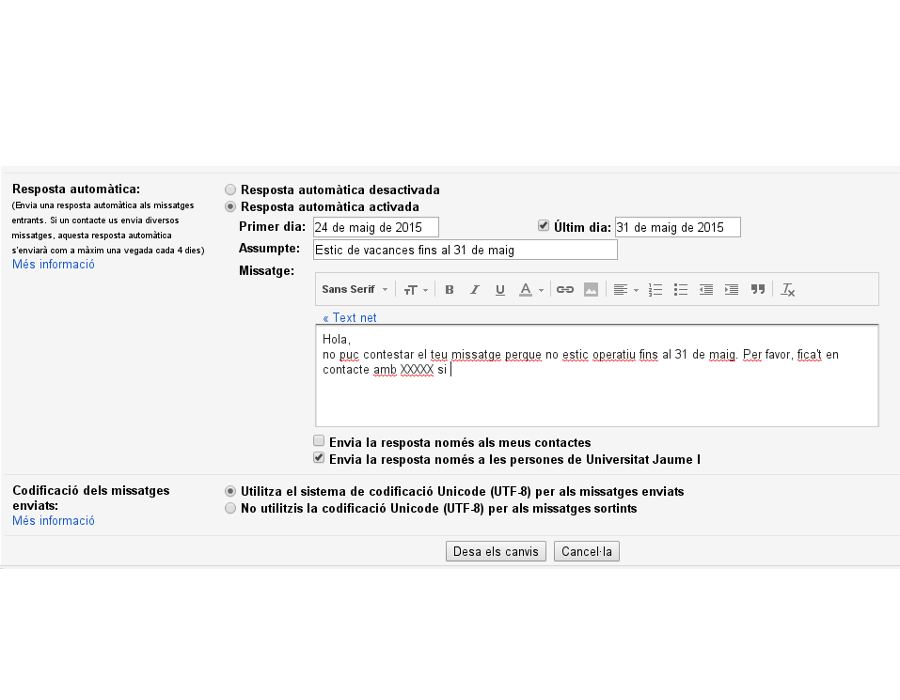 Resposta automàtica:
(Envia una resposta automàtica als missatges
entrants. Si un contacte us envia diversos
missatges, aquesta resposta automàtica
s'enviarà com a màxim una vegada cada 4 dies)
Més informació
Resposta automàtica desactivada
Resposta automàtica activada
Primer dia: 24 de maig de 2015 Últim dia: 31 de maig de 2015
Assumpte: Estic de vacances fins al 31 de maig
Missatge:
Sans Serif тT B I U A
« Text net
Hola,
no puc contestar el teu missatge perque no estic operatiu fins al 31 de maig. Per favor, fica't en
contacte amb XXXXX si
Envia la resposta només als meus contactes
Envia la resposta només a les persones de Universitat Jaume I
Codificació dels missatges
enviats:
Més informació
Utilitza el sistema de codificació Unicode (UTF-8) per als missatges enviats
No utilitzis la codificació Unicode (UTF-8) per als missatges sortints
Desa els canvis Cancel·la